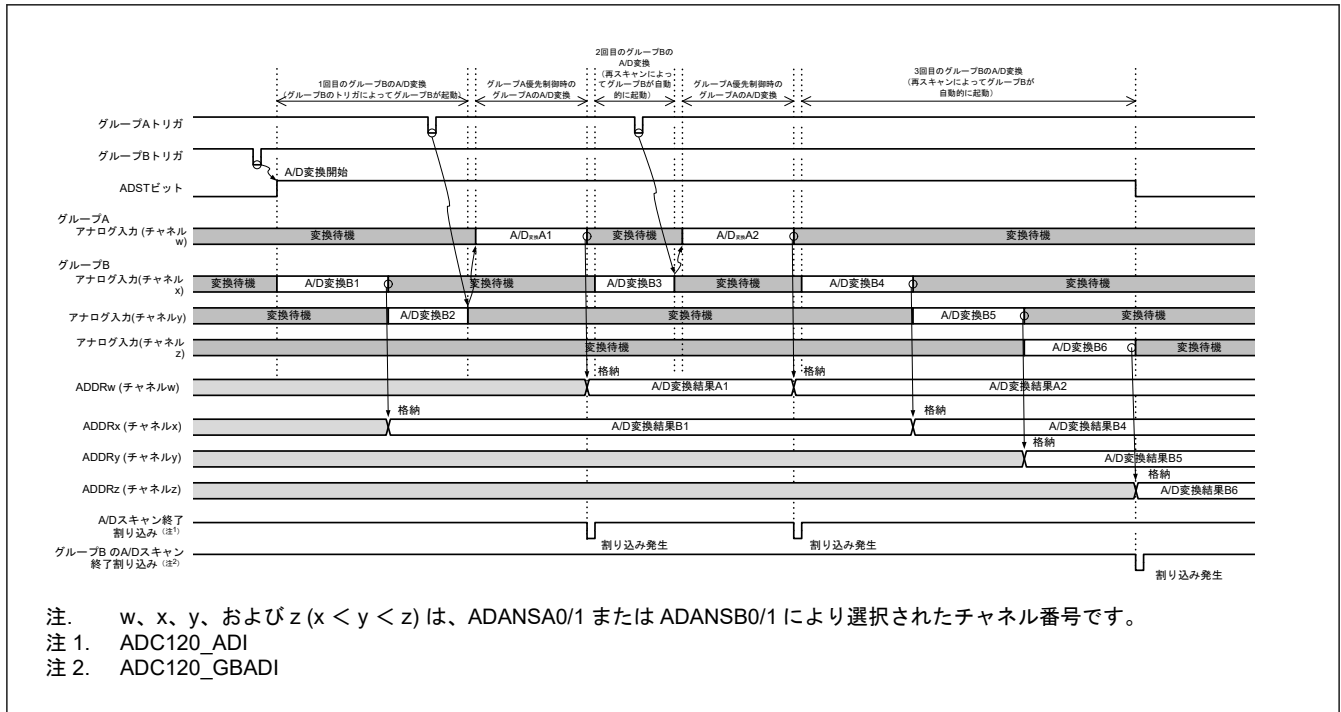 1回目のグループBのA/D変換
(グループBのトリガによってグループBが起動)
グループA優先制御時の
グループAのA/D変換
2回目のグループBの
A/D変換
(再スキャンによっ
てグループBが自動
的に起動)
グループA優先制御時の
グループAのA/D変換
3回目のグループBのA/D変換
(再スキャンによってグループBが
自動的に起動)
グループAトリガ
グループBトリガ
A/D変換開始
ADSTビット
グループA
アナログ入力 (チャネル
w)
変換待機
A/D変換A1
変換待機
A/D変換A2
変換待機
グループB
アナログ入力(チャネル
x)
変換待機
A/D変換B1
変換待機
A/D変換B3
変換待機
A/D変換B4
変換待機
アナログ入力(チャネルy)
変換待機
A/D変換B2
変換待機
A/D変換B5
変換待機
アナログ入力(チャネル
z)
変換待機
A/D変換B6
変換待機
格納
格納
ADDRw (チャネルw)
A/D変換結果A1
A/D変換結果A2
格納
格納
ADDRx (チャネルx)
A/D変換結果B1
A/D変換結果B4
格納
ADDRy (チャネルy)
A/D変換結果B5
格納
ADDRz (チャネルz)
A/D変換結果B6
A/Dスキャン終了
割り込み (注1)
割り込み発生
割り込み発生
グループB のA/Dスキャン
終了割り込み (注2)
割り込み発生
注. w、x、y、および z (x < y < z) は、ADANSA0/1 または ADANSB0/1 により選択されたチャネル番号です。
注 1. ADC120_ADI
注 2. ADC120_GBADI